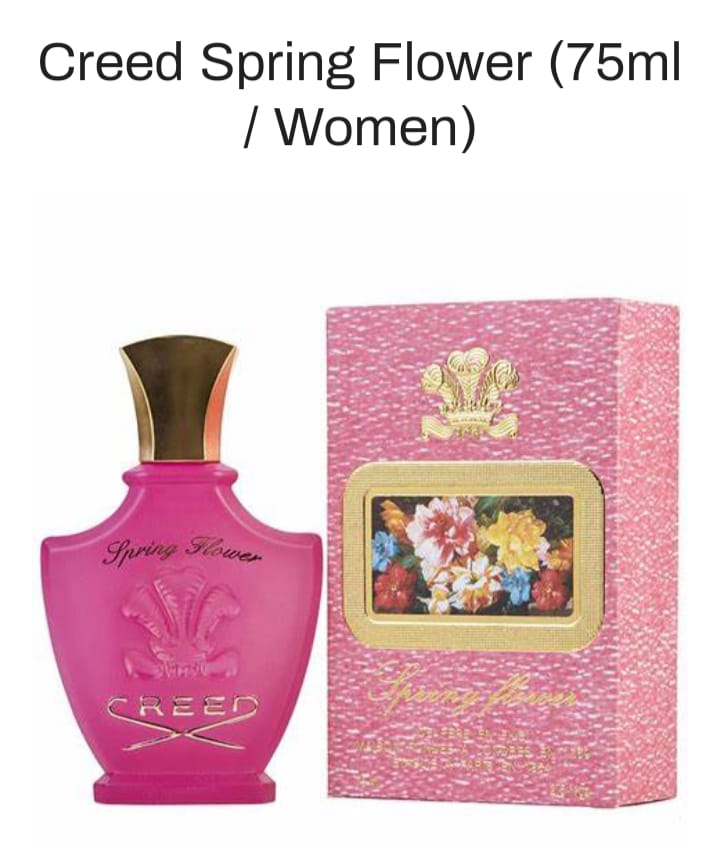 Creed Spring Flower (75ml
/ Women)
Spring Flower
CREED
Spring flower